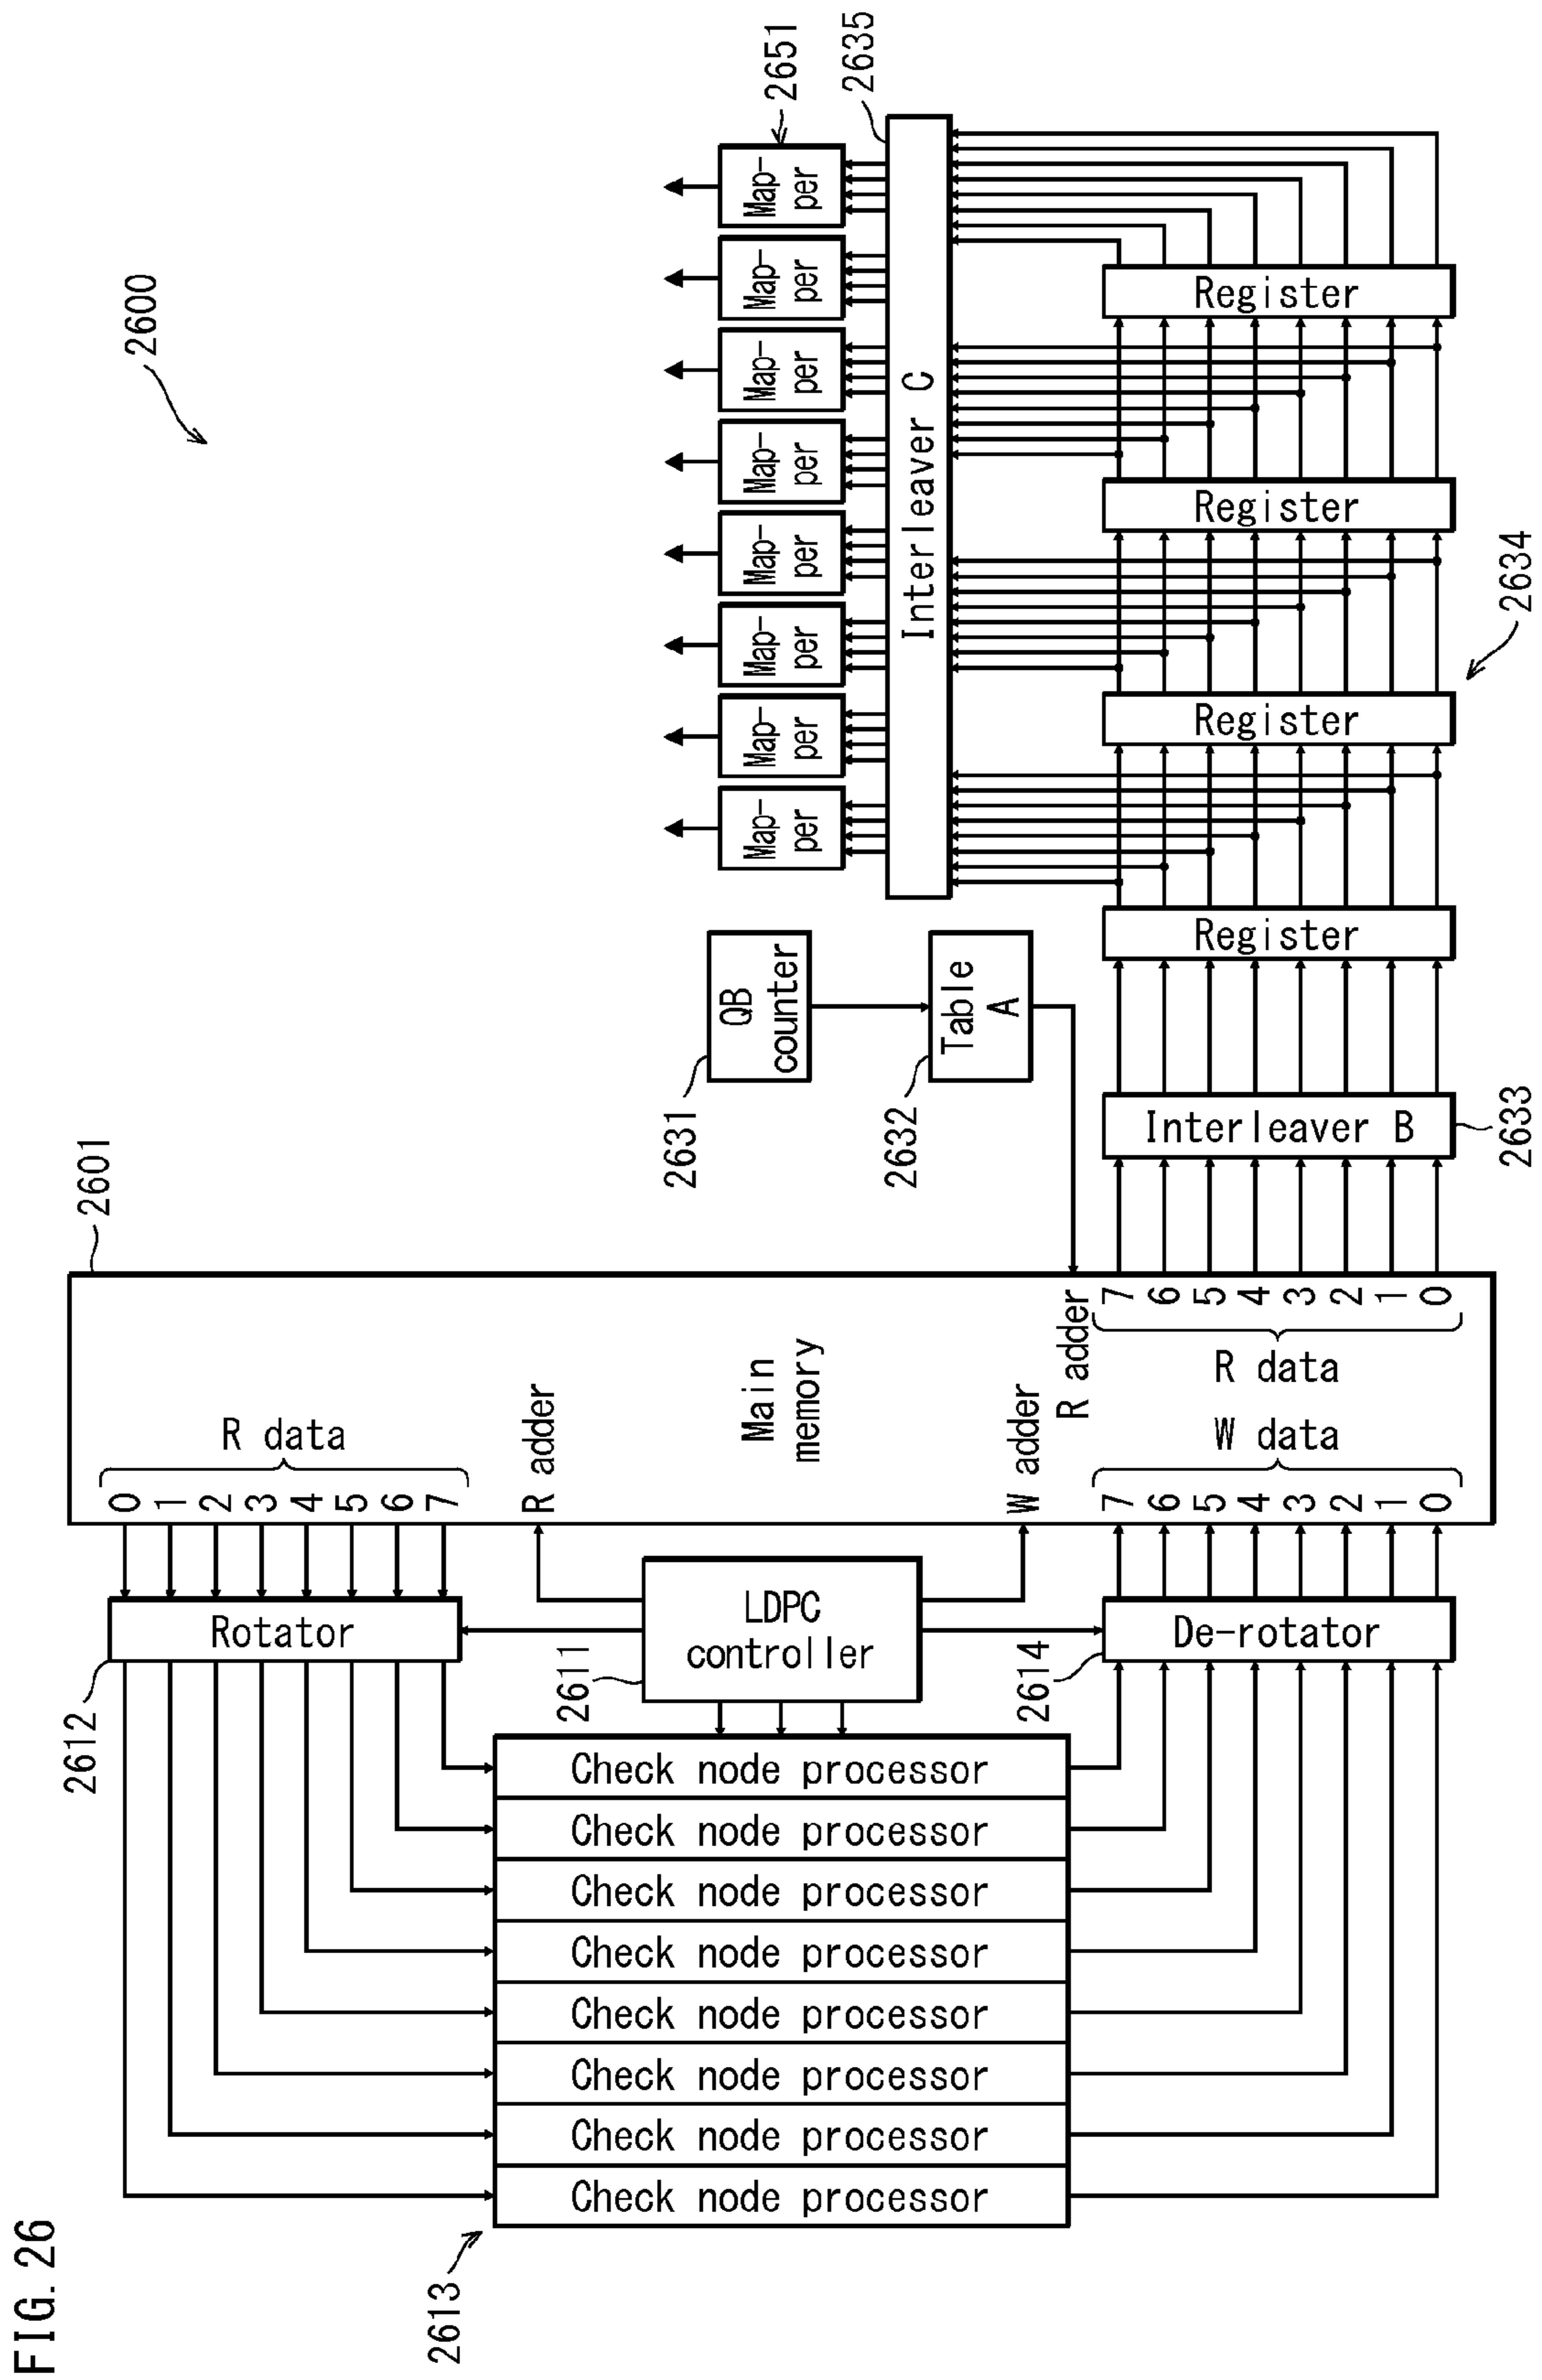 FIG. 26
2600
2613
Check node processor
Check node processor
Check node processor
Check node processor
Check node processor
Check node processor
Check node processor
Check node processor
2612
Rotator
2611
LDPC
controller
2614
De-rotator
2601
0
1
2
3
4
5
6
7
R data
R adder
Main
memory
W adder
7
6
5
4
3
2
1
0
W data
R adder
7
6
5
4
3
2
1
0
R data
2631
QB
counter
2632
Table
A
Interleaver B
2633
Register
Register
Register
Register
2634
Interleaver C
2635
Map-
per
Map-
per
Map-
per
Map-
per
Map-
per
Map-
per
Map-
per
Map-
per
2651